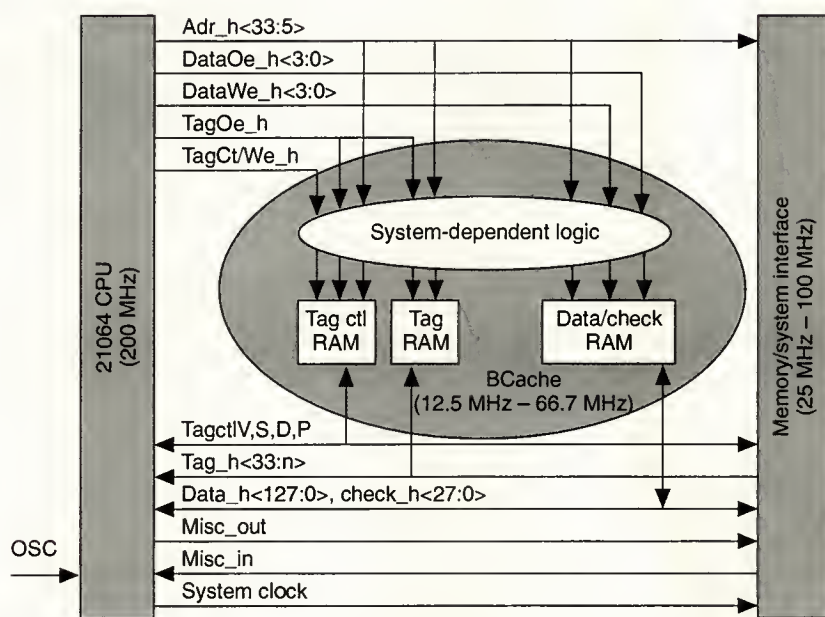 Adr_h<33:5>
DataOe_h<3:0>
DataWe_h<3:0>
TagOe_h
TagCt/We_h
System-dependent logic
Tag ctl
RAM
Tag
RAM
Data/check
RAM
BCache
(12.5 MHz – 66.7 MHz)
21064 CPU
(200 MHz)
Memory/system interface
(25 MHz – 100 MHz)
TagctlV,S,D,P
Tag_h<33:n>
Data_h<127:0>, check_h<27:0>
Misc_out
OSC
Misc_in
System clock